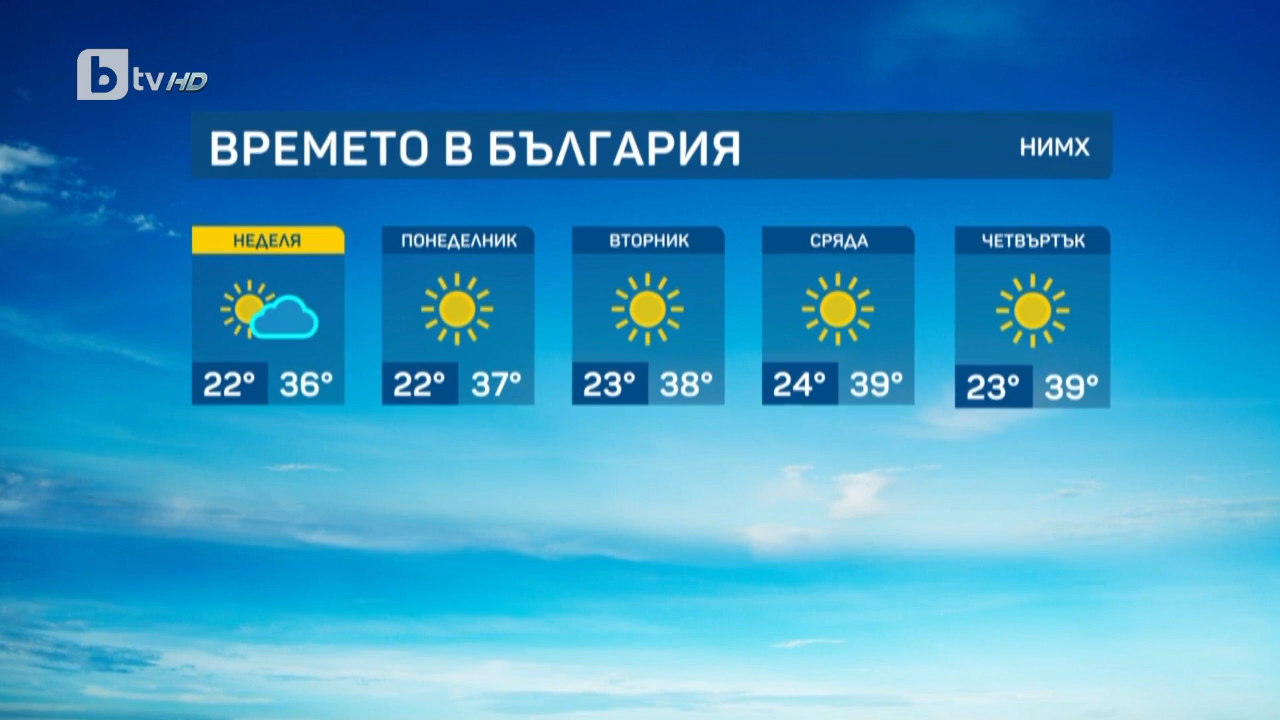 btv HD
ВРЕМЕТО В БЪЛГАРИЯ
НИМХ
НЕДЕЛЯ
22° 36°
ПОНЕДЕЛНИК
22° 37°
ВТОРНИК
23° 38°
СРЯДА
24° 39°
ЧЕТВЪРТЪК
23° 39°